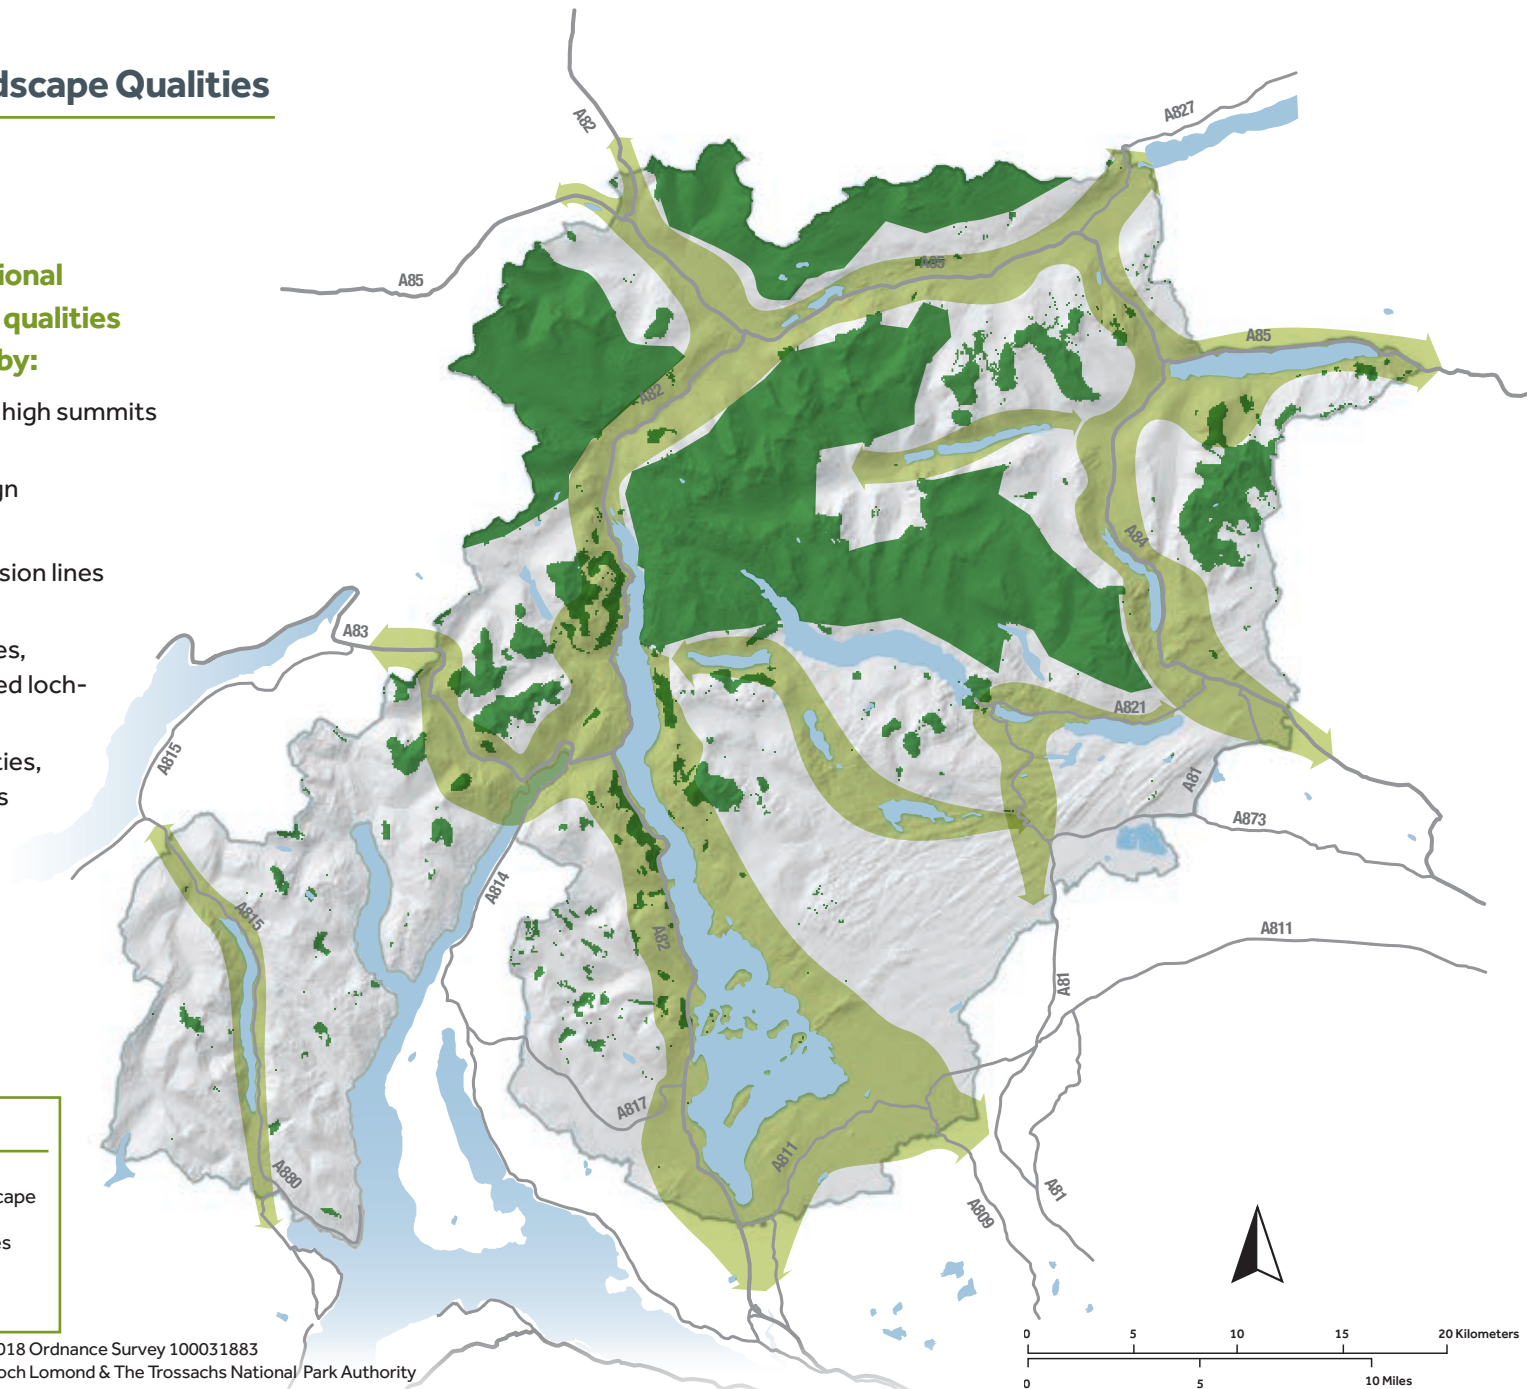 dscape Qualities
ional
qualities
by:
high summits
gn
sion lines
es,
ed loch-
ties,
s
cape
es
018 Ordnance Survey 100031883
och Lomond & The Trossachs National Park Authority
A82
A827
A85
A85
A85
A82
A84
A83
A821
A815
A81
A873
A814
A815
A82
A811
A81
A817
A811
A880
A809
A81
0 5 10 15 20 Kilometers
0 5 10 Miles